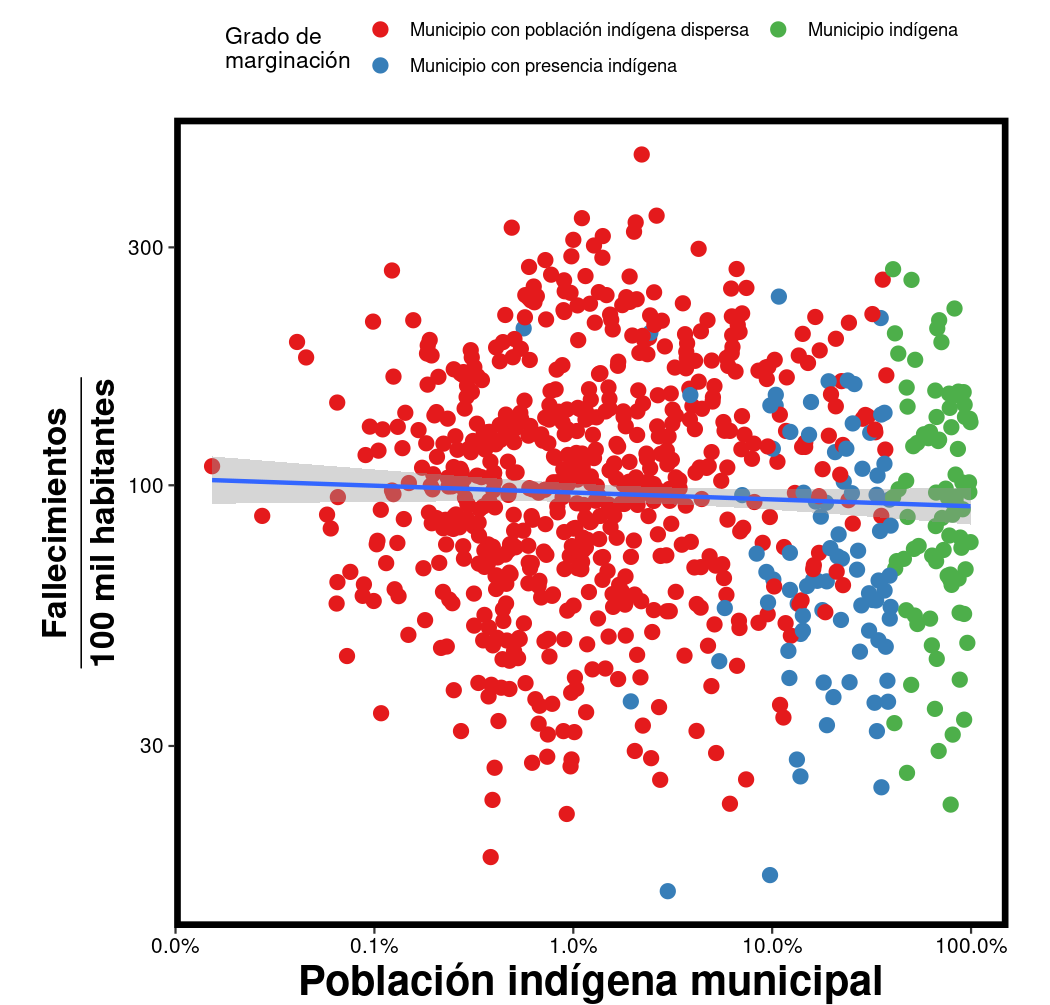 Grado de
marginación
Municipio con población indígena dispersa
Municipio indígena
Municipio con presencia indígena
Fallecimientos
100 mil habitantes
300
100
30
0.0%
0.1%
1.0%
10.0%
100.0%
Población indígena municipal